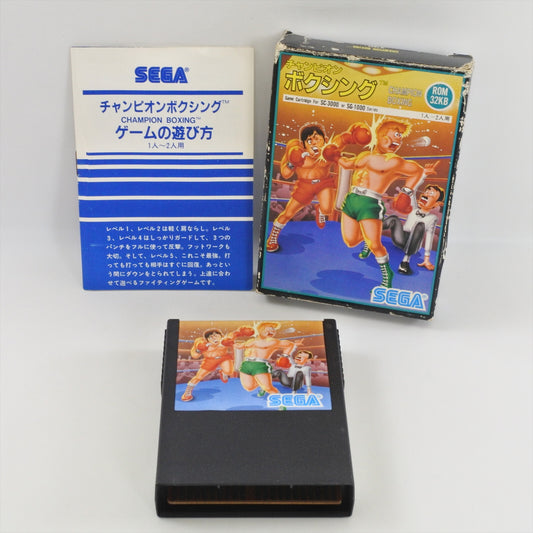 SEGA
チャンピオンボクシング™
CHAMPION BOXING™
ゲームの遊び方
1人～2人用
レベル1、レベル2は軽く肩ならし。レベル
3、レベル4はしっかりガードして、3つの
パンチをフルに使って反撃。フットワークも
大切。そして、レベル5、これこそ最強。打
っても打っても相手はすぐに回復。あっとい
う間にダウンをとられてしまう。上達に合わ
せて遊べるファイティングゲームです。
チャンピオン
ボクシング™
CHAMPION
BOXING
ROM
32KB
Game Cartridge For SC-3000 or SG-1000 Series
1人～2人用
SEGA
SEGA